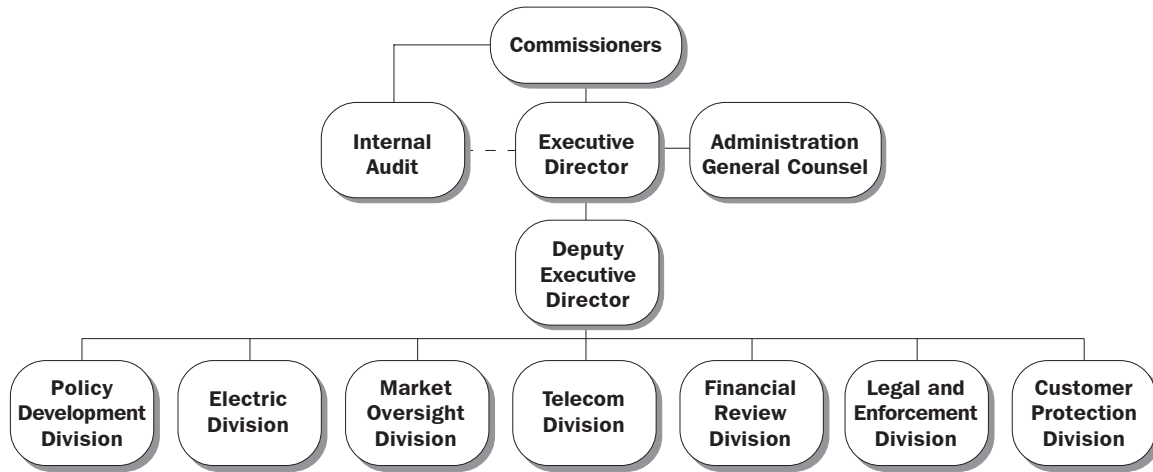 Commissioners
Internal
Audit
Executive
Director
Administration
General Counsel
Deputy
Executive
Director
Policy
Development
Division
Electric
Division
Market
Oversight
Division
Telecom
Division
Financial
Review
Division
Legal and
Enforcement
Division
Customer
Protection
Division